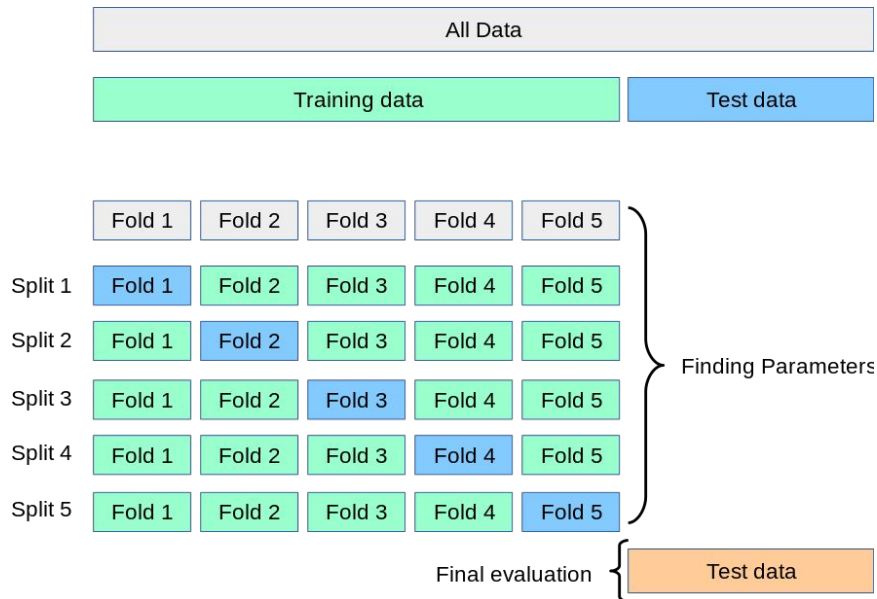 All Data
Training data Test data
Fold 1 Fold 2 Fold 3 Fold 4 Fold 5
Split 1 Fold 1 Fold 2 Fold 3 Fold 4 Fold 5
Split 2 Fold 1 Fold 2 Fold 3 Fold 4 Fold 5
Finding Parameters
Split 3 Fold 1 Fold 2 Fold 3 Fold 4 Fold 5
Split 4 Fold 1 Fold 2 Fold 3 Fold 4 Fold 5
Split 5 Fold 1 Fold 2 Fold 3 Fold 4 Fold 5
Final evaluation Test data